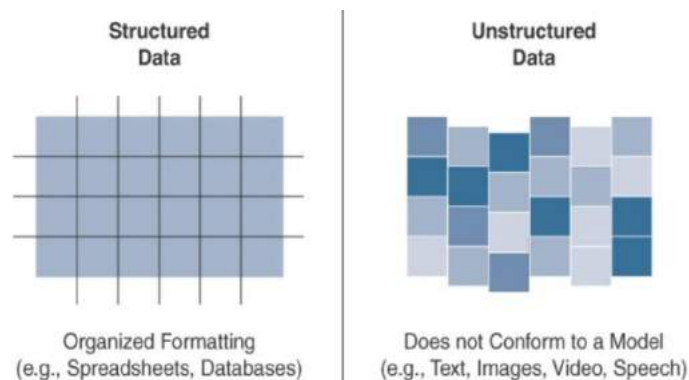 Structured
Data
Organized Formatting
(e.g., Spreadsheets, Databases)
Unstructured
Data
Does not Conform to a Model
(e.g., Text, Images, Video, Speech)